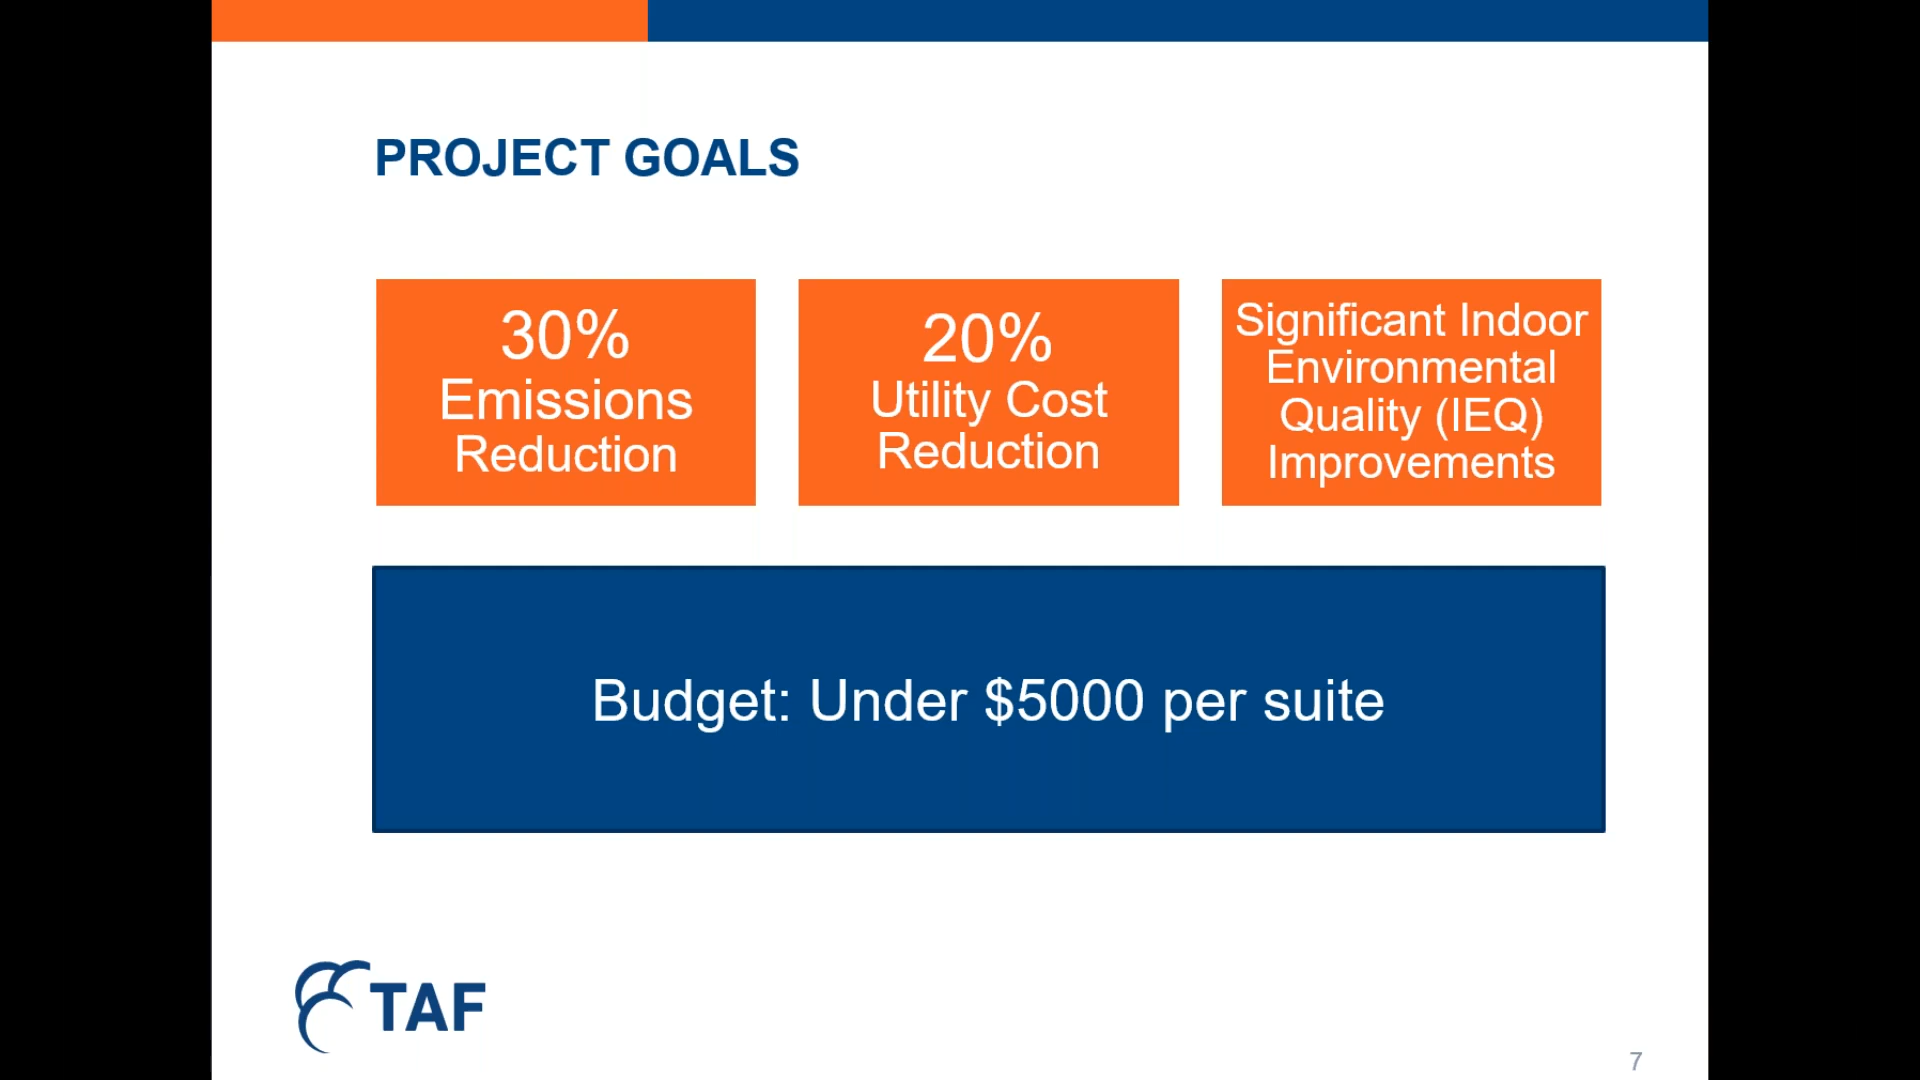 PROJECT GOALS
30%
Emissions
Reduction
20%
Utility Cost
Reduction
Significant Indoor
Environmental
Quality (IEQ)
Improvements
Budget: Under $5000 per suite
TAF
7